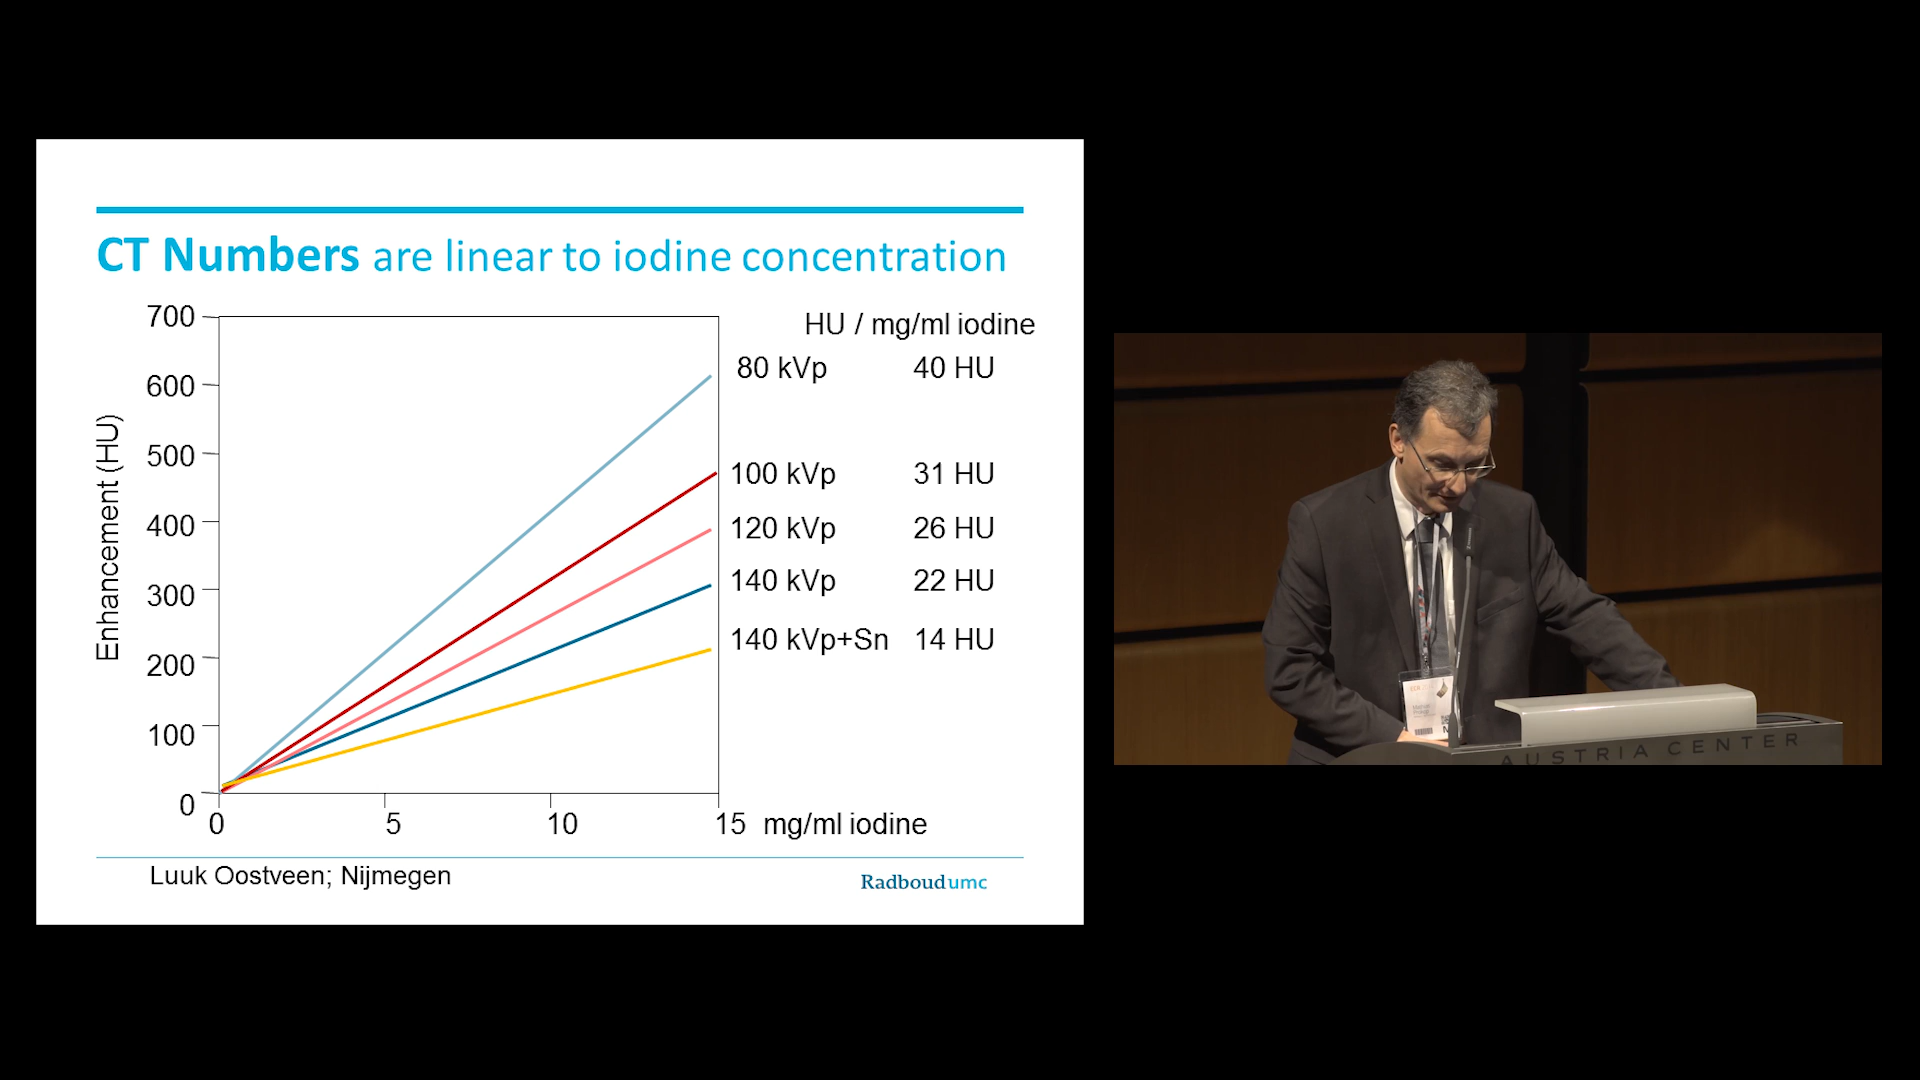 CT Numbers are linear to iodine concentration
Enhancement (HU)
700
600
500
400
300
200
100
0
0 5 10 15 mg/ml iodine
HU / mg/ml iodine
80 kVp 40 HU
100 kVp 31 HU
120 kVp 26 HU
140 kVp 22 HU
140 kVp+Sn 14 HU
Luuk Oostveen; Nijmegen
Radboudumc
AUSTRIA CENTER